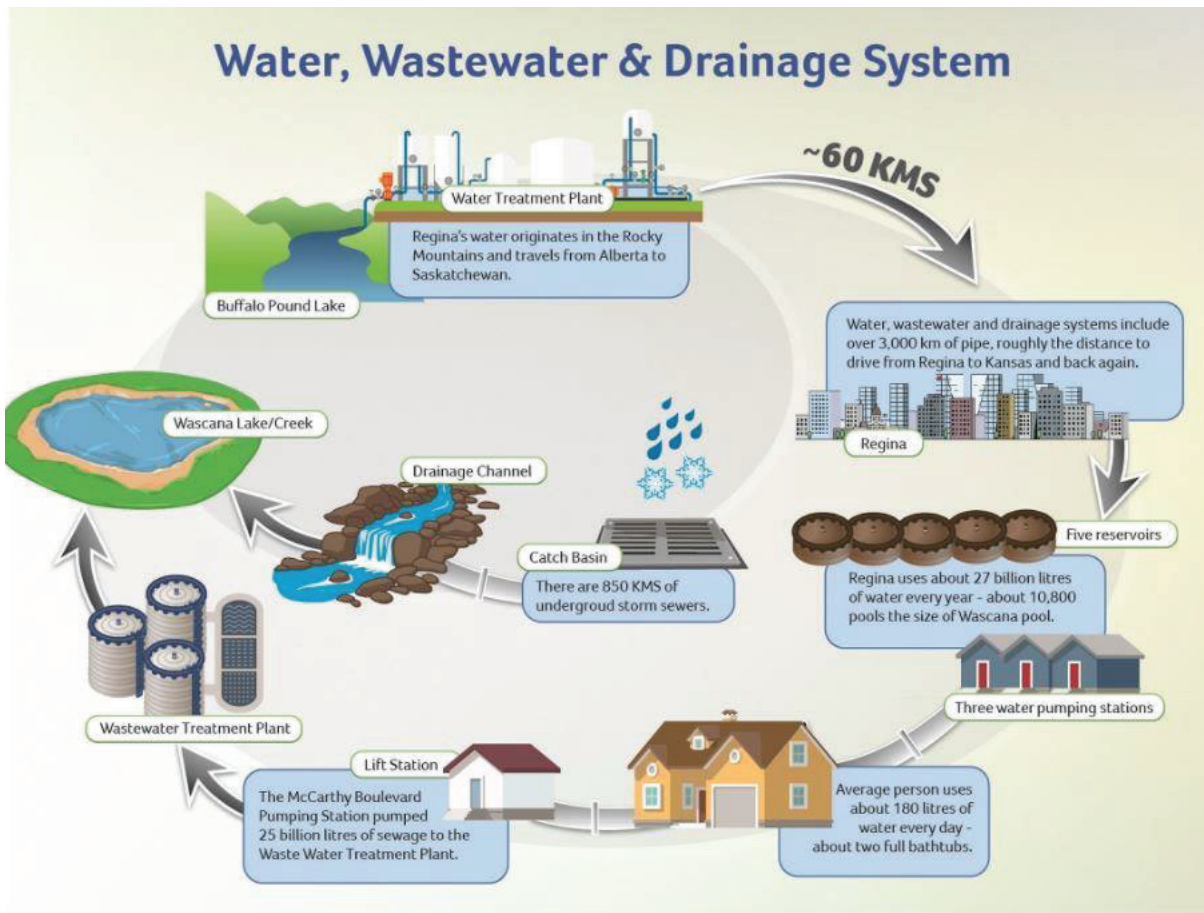 Water, Wastewater & Drainage System
~60 KMS
Water Treatment Plant
Regina's water originates in the Rocky
Mountains and travels from Alberta to
Saskatchewan.
Buffalo Pound Lake
Water, wastewater and drainage systems include
over 3,000 km of pipe, roughly the distance to
drive from Regina to Kansas and back again.
Regina
Wascana Lake/Creek
Drainage Channel
Catch Basin
There are 850 KMS of
undergroud storm sewers.
Five reservoirs
Regina uses about 27 billion litres
of water every year - about 10,800
pools the size of Wascana pool.
Three water pumping stations
Wastewater Treatment Plant
Lift Station
The McCarthy Boulevard
Pumping Station pumped
25 billion litres of sewage to the
Waste Water Treatment Plant.
Average person uses
about 180 litres of
water every day -
about two full bathtubs.